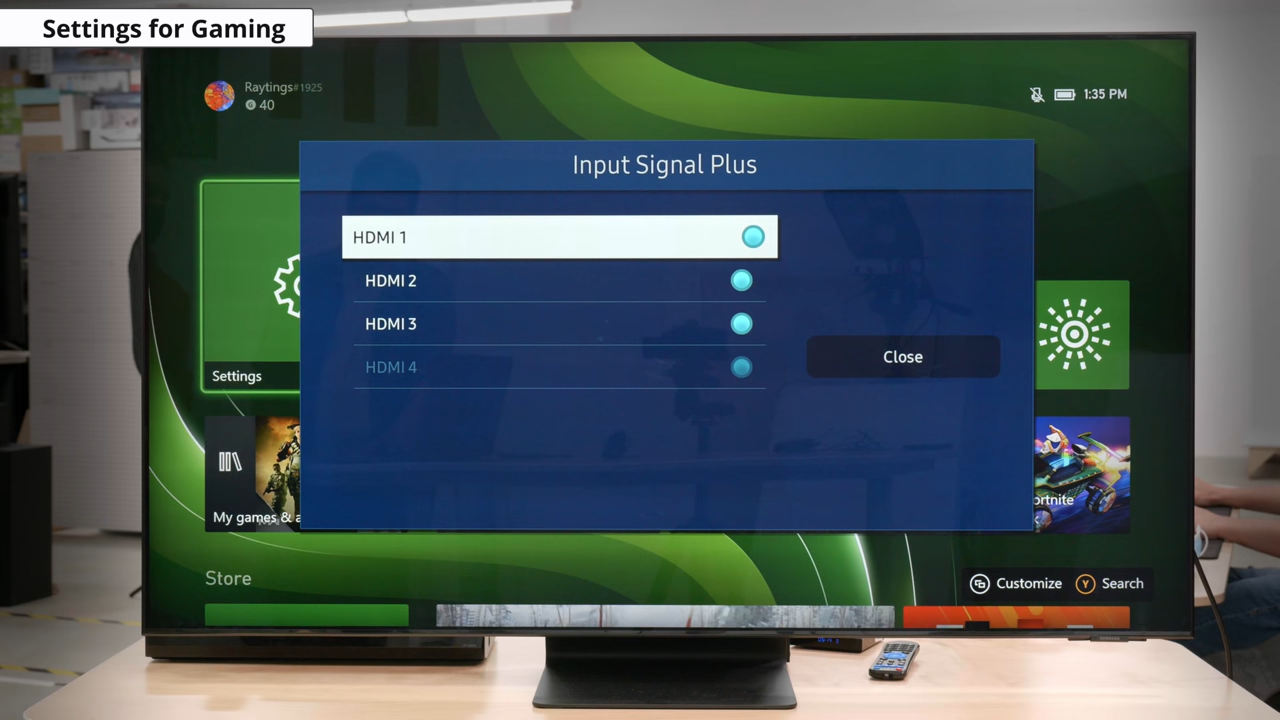 Settings for Gaming
Raytings#1925
G 40
1:35 PM
Input Signal Plus
HDMI 1
HDMI 2
HDMI 3
HDMI 4
Close
Settings
My games & a
ortnite
Store
Customize
Y Search